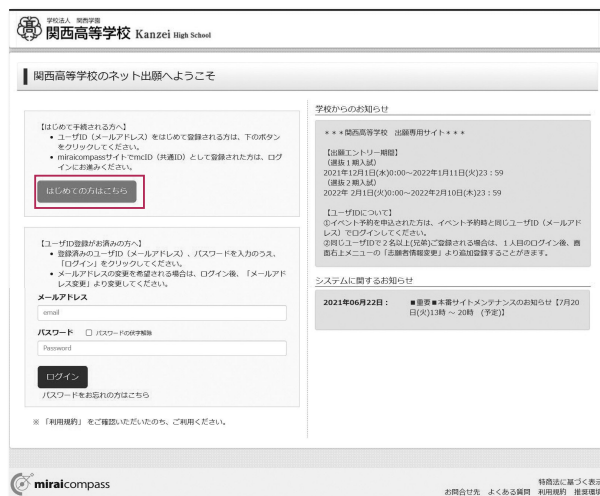 学校法人 関西学園
関西高等学校 Kanzei High School
関西高等学校のネット出願へようこそ
【はじめて手続される方へ】
• ユーザID（メールアドレス）をはじめて登録される方は、下のボタン
をクリックしてください。
• miraicompassサイトでmcID（共通ID）として登録された方は、ログ
インにお進みください。
はじめての方はこちら
【ユーザID登録がお済みの方へ】
• 登録済みのユーザID（メールアドレス）、パスワードを入力のうえ、
「ログイン」をクリックしてください。
• メールアドレスの変更を希望される場合は、ログイン後、「メールアド
レス変更」より変更してください。
メールアドレス
email
パスワード □ パスワードの伏字解除
Password
ログイン
パスワードをお忘れの方はこちら
※ 「利用規約」 をご確認いただいたのち、ご利用ください。
学校からのお知らせ
＊＊＊関西高等学校 出願専用サイト＊＊＊
【出願エントリー期間】
（選抜１期入試）
2021年12月1日(水)0:00～2022年1月11日(火)23：59
（選抜２期入試）
2022年 2月1日(火)0:00～2022年2月10日(木)23：59
【ユーザIDについて】
①イベント予約を申込された方は、イベント予約時と同じユーザID（メールアド
レス）でログインしてください。
②同じユーザIDで２名以上(兄弟)ご登録される場合は、１人目のログイン後、画
面右上メニューの「志願者情報変更」より追加登録することができます。
システムに関するお知らせ
2021年06月22日： ■重要■本番サイトメンテナンスのお知らせ【7月20
日(火)13時 ～ 20時 (予定)】
miraicompass
特商法に基づく表示
お問合せ先 よくある質問 利用規約 推奨環境